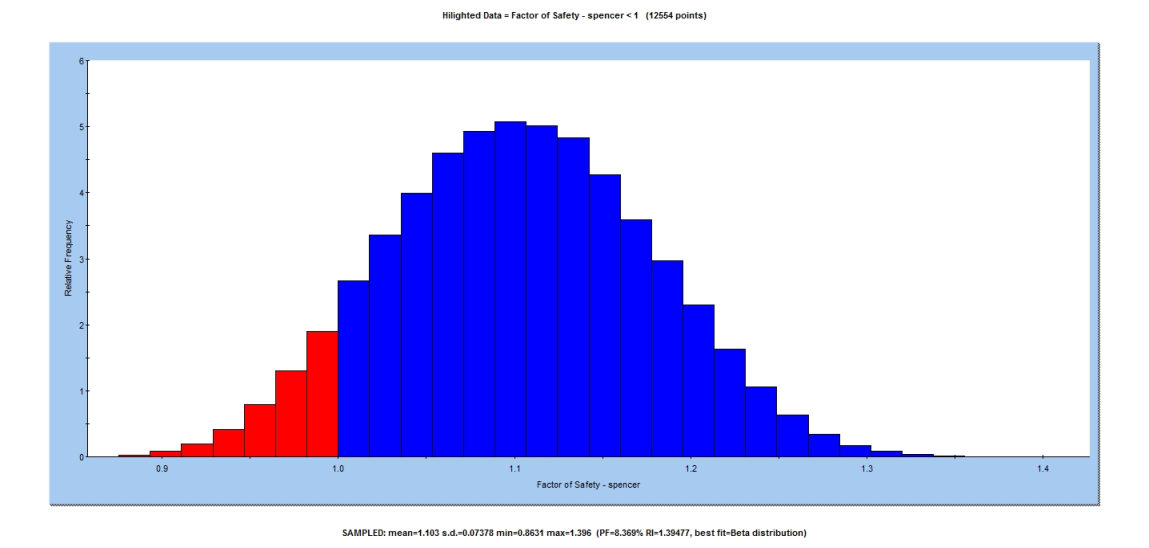 Hilighted Data = Factor of Safety - spencer < 1 (12554 points)
6
5
4
3
2
1
0
Relative Frequency
0.9 1.0 1.1 1.2 1.3 1.4
Factor of Safety - spencer
SAMPLED: mean=1.103 s.d.=0.07378 min=0.8631 max=1.396 (PF=8.369% RI=1.39477, best fit=Beta distribution)